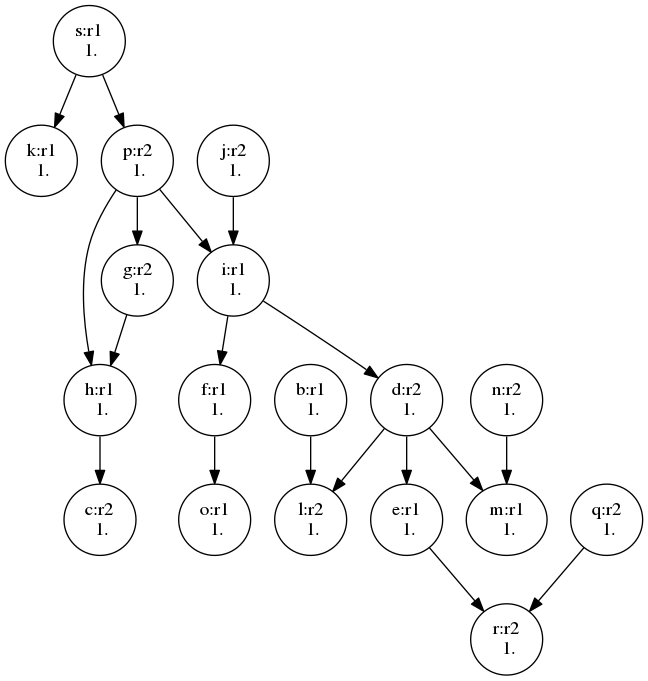 s:r1
1.
k:r1
1.
p:r2
1.
j:r2
1.
g:r2
1.
i:r1
1.
h:r1
1.
f:r1
1.
b:r1
1.
d:r2
1.
n:r2
1.
c:r2
1.
o:r1
1.
l:r2
1.
e:r1
1.
m:r1
1.
q:r2
1.
r:r2
1.